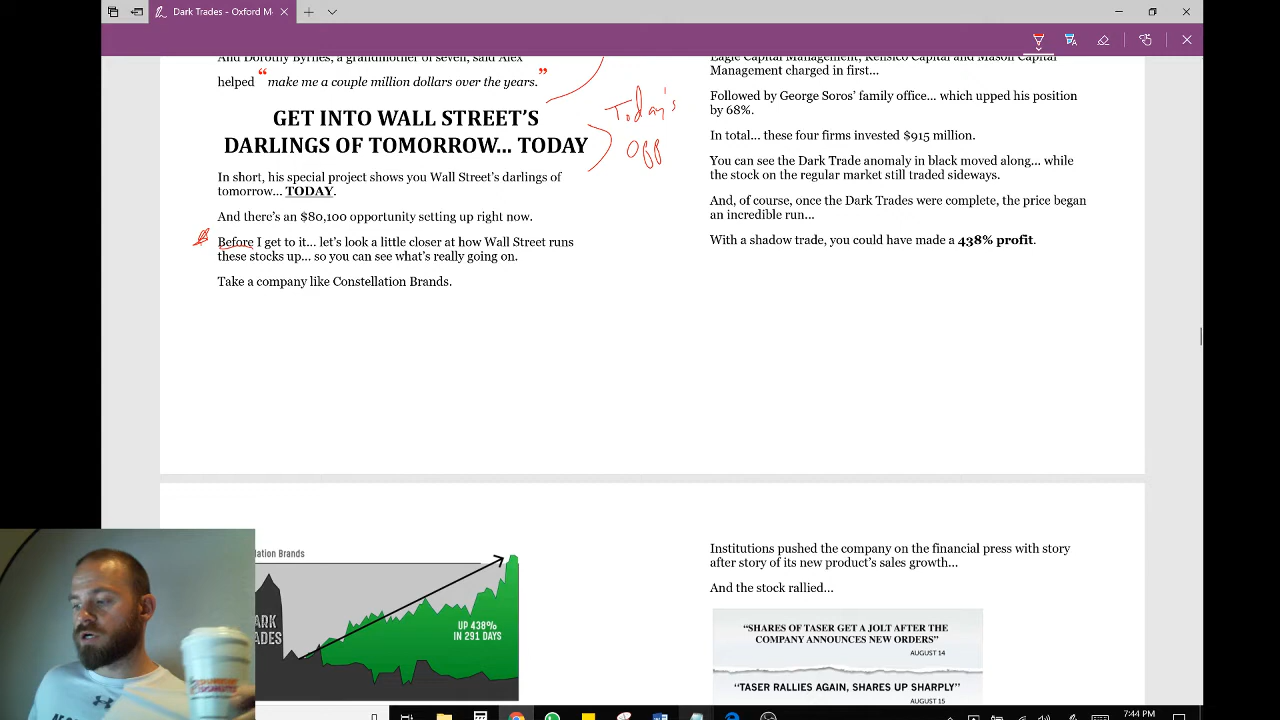 Dark Trades - Oxford M
And Dorothy Byrnes, a grandmother of seven, said Alex
helped “make me a couple million dollars over the years.”
GET INTO WALL STREET’S
DARLINGS OF TOMORROW... TODAY
Today's
Off
In short, his special project shows you Wall Street’s darlings of
tomorrow... TODAY.
And there’s an $80,100 opportunity setting up right now.
Before I get to it... let’s look a little closer at how Wall Street runs
these stocks up... so you can see what’s really going on.
Take a company like Constellation Brands.
Eagle Capital Management, Rensico Capital and Mason Capital
Management charged in first...
Followed by George Soros’ family office... which upped his position
by 68%.
In total... these four firms invested $915 million.
You can see the Dark Trade anomaly in black moved along... while
the stock on the regular market still traded sideways.
And, of course, once the Dark Trades were complete, the price began
an incredible run...
With a shadow trade, you could have made a 438% profit.
llation Brands
ARK
ADES
UP 438%
IN 291 DAYS
Institutions pushed the company on the financial press with story
after story of its new product’s sales growth...
And the stock rallied...
“SHARES OF TASER GET A JOLT AFTER THE
COMPANY ANNOUNCES NEW ORDERS”
AUGUST 14
“TASER RALLIES AGAIN, SHARES UP SHARPLY”
AUGUST 15
7:44 PM